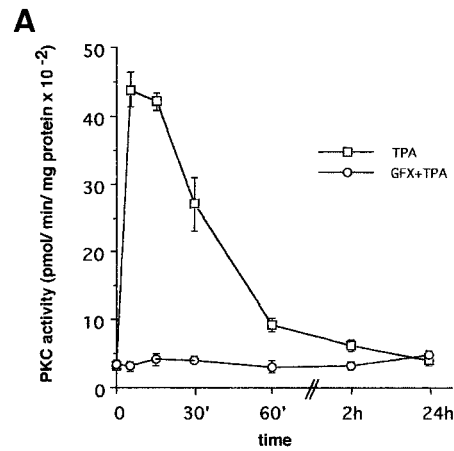 A
PKC activity (pmol/ min/ mg protein x 10 -2)
50
40
30
20
10
0
TPA
GFX+TPA
0 30' 60' 2h 24h
time